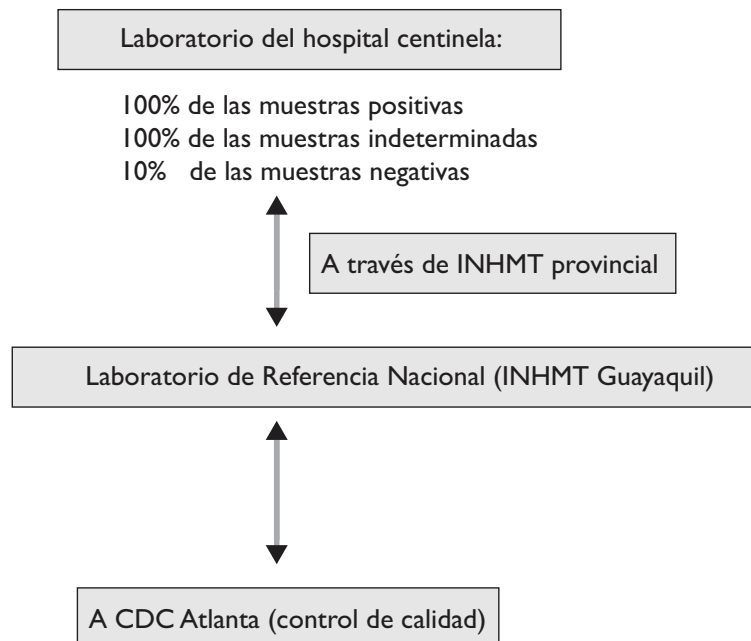 Laboratorio del hospital centinela:
100% de las muestras positivas
100% de las muestras indeterminadas
10% de las muestras negativas
A través de INHMT provincial
Laboratorio de Referencia Nacional (INHMT Guayaquil)
A CDC Atlanta (control de calidad)